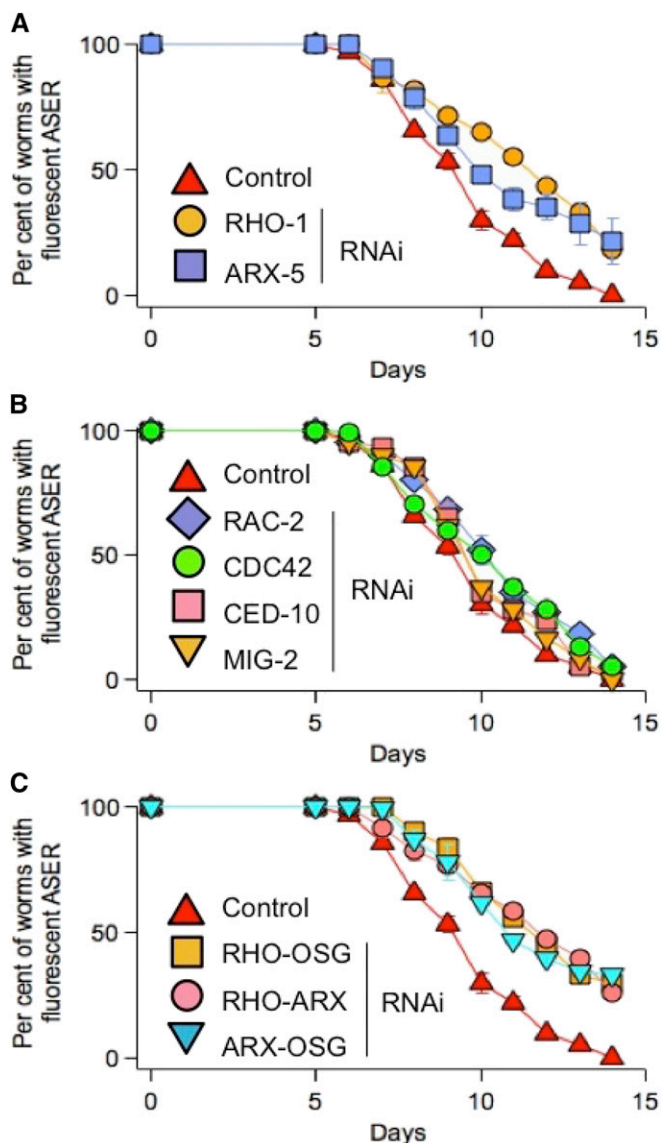 A
Per cent of worms with
fluorescent ASER
100
50
0
Control
RHO-1
ARX-5
RNAi
0 5 10 15
Days
B
Per cent of worms with
fluorescent ASER
100
50
0
Control
RAC-2
CDC42
CED-10
MIG-2
RNAi
0 5 10 15
Days
C
Per cent of worms with
fluorescent ASER
100
50
0
Control
RHO-OSG
RHO-ARX
ARX-OSG
RNAi
0 5 10 15
Days